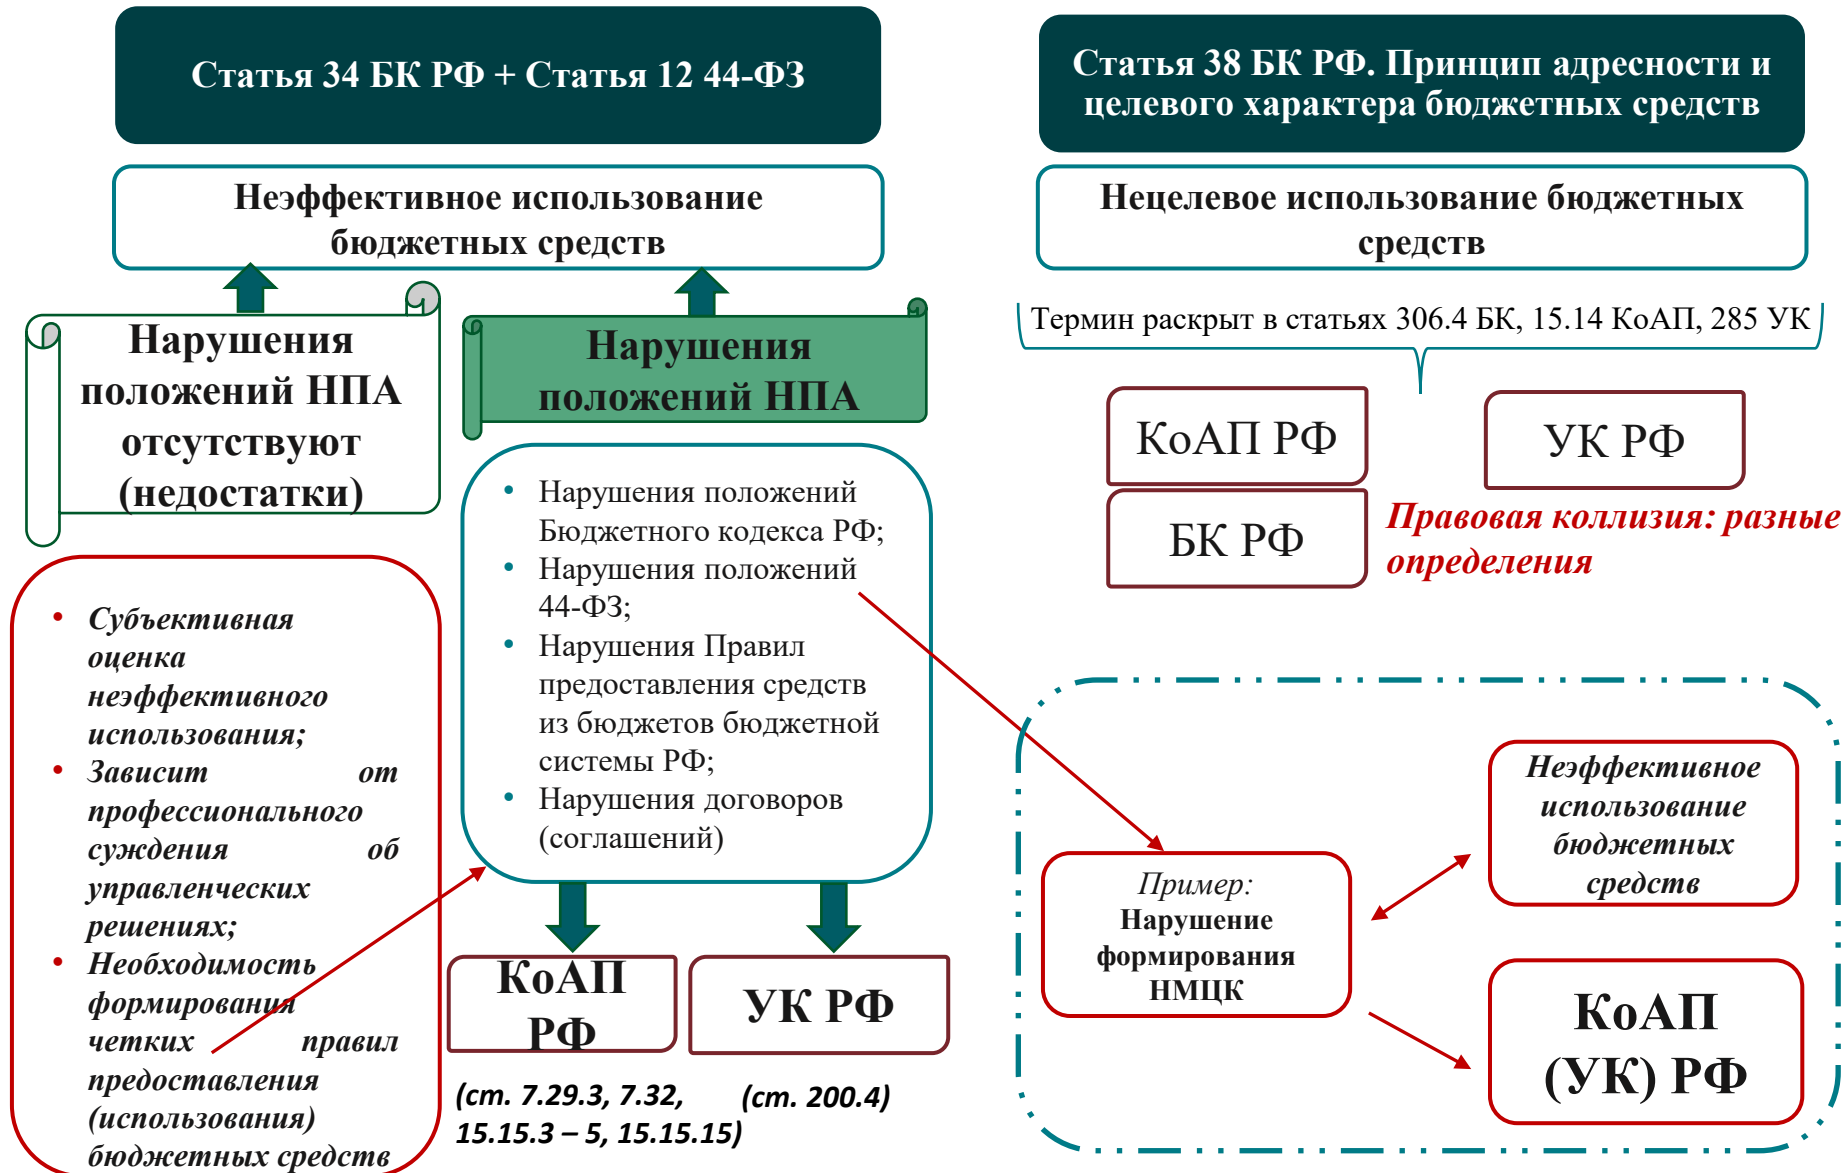 Статья 34 БК РФ + Статья 12 44-ФЗ
Неэффективное использование
бюджетных средств
Нарушения
положений НПА
отсутствуют
(недостатки)
Нарушения
положений НПА
• Субъективная
оценка
неэффективного
использования;
• Зависит от
профессионального
суждения об
управленческих
решениях;
• Необходимость
формирования
четких правил
предоставления
(использования)
бюджетных средств
• Нарушения положений
Бюджетного кодекса РФ;
• Нарушения положений
44-ФЗ;
• Нарушения Правил
предоставления средств
из бюджетов бюджетной
системы РФ;
• Нарушения договоров
(соглашений)
КоАП
РФ
УК РФ
(ст. 7.29.3, 7.32,
15.15.3 – 5, 15.15.15)
(ст. 200.4)
Статья 38 БК РФ. Принцип адресности и
целевого характера бюджетных средств
Нецелевое использование бюджетных
средств
Термин раскрыт в статьях 306.4 БК, 15.14 КоАП, 285 УК
КоАП РФ
УК РФ
БК РФ
Правовая коллизия: разные
определения
Пример:
Нарушение
формирования
НМЦК
Неэффективное
использование
бюджетных
средств
КоАП
(УК) РФ